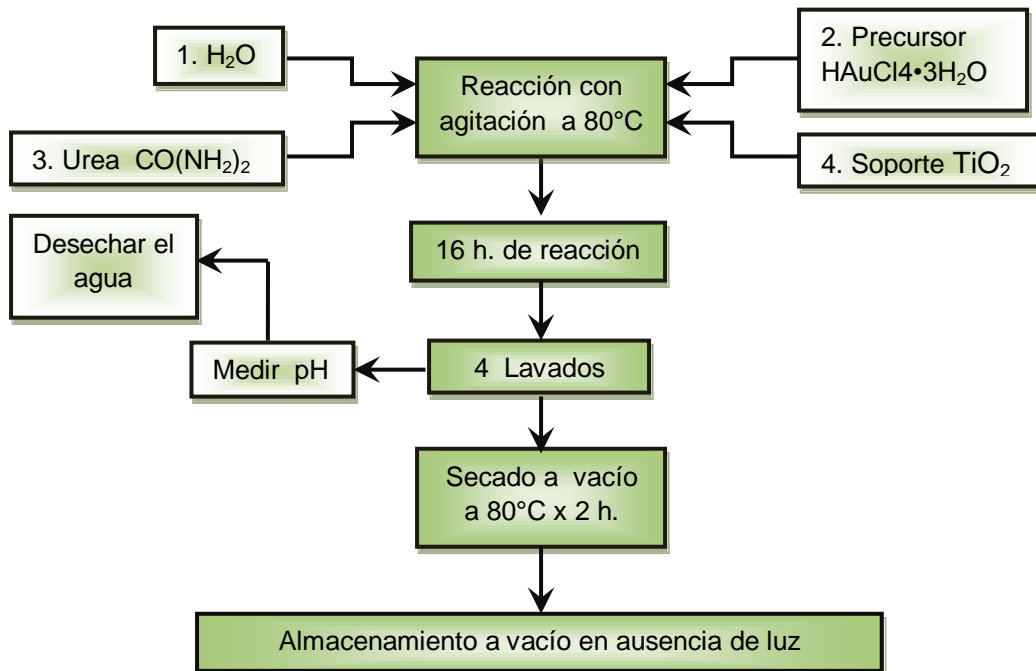 1. H₂O
2. Precursor
HAuCl4•3H₂O
Reacción con
agitación a 80°C
3. Urea CO(NH₂)₂
4. Soporte TiO₂
16 h. de reacción
Desechar el
agua
Medir pH
4 Lavados
Secado a vacío
a 80°C x 2 h.
Almacenamiento a vacío en ausencia de luz